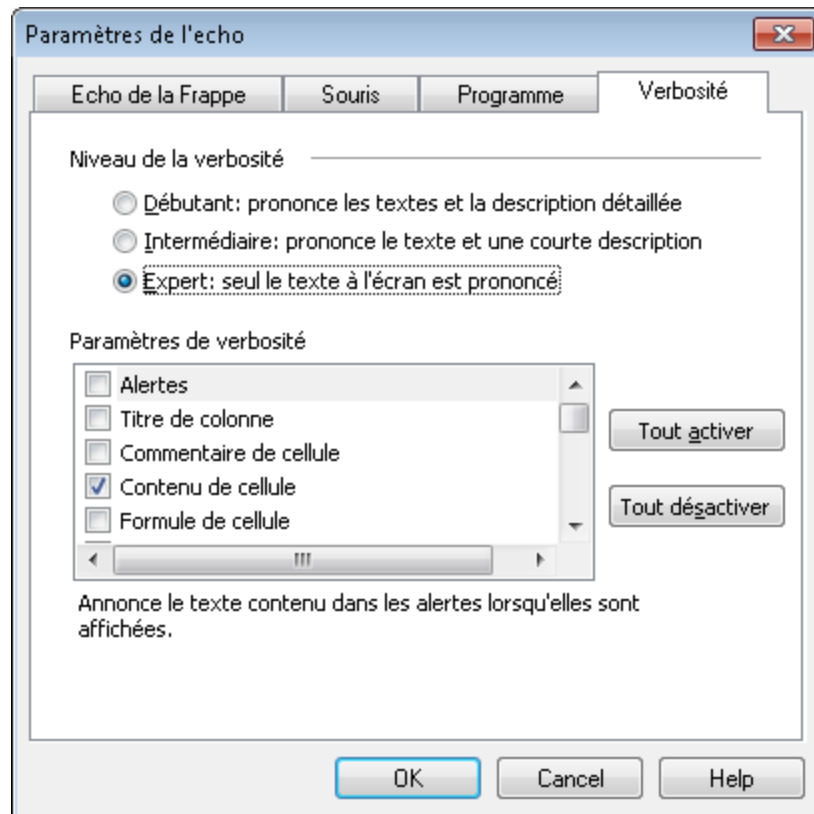 Paramètres de l'echo
Echo de la Frappe Souris Programme Verbosité
Niveau de la verbosité
Débutant: prononce les textes et la description détaillée
Intermédiaire: prononce le texte et une courte description
Expert: seul le texte à l'écran est prononcé
Paramètres de verbosité
Alertes
Titre de colonne
Commentaire de cellule
Contenu de cellule
Formule de cellule
Tout activer
Tout désactiver
Annonce le texte contenu dans les alertes lorsqu'elles sont
affichées.
OK Cancel Help